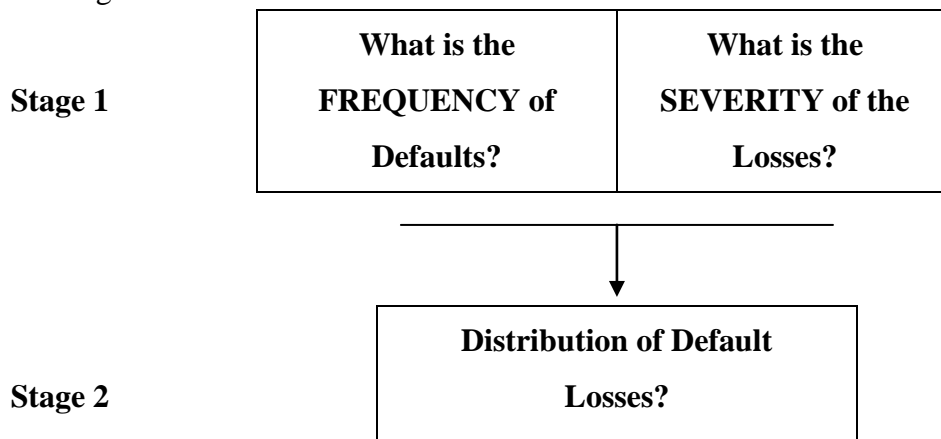 What is the
FREQUENCY of
Defaults?
What is the
SEVERITY of the
Losses?
Stage 1
Distribution of Default
Losses?
Stage 2